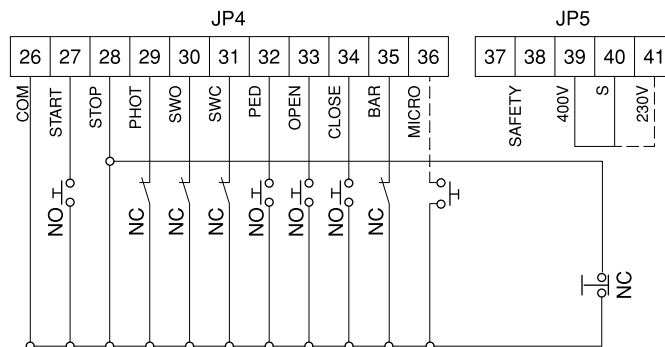 JP4 JP5
26 27 28 29 30 31 32 33 34 35 36 37 38 39 40 41
COM START STOP PHOT SWO SWC PED OPEN CLOSE BAR MICRO SAFETY 400V S 230V
NO NC NC NC NO NO NO NC
NC